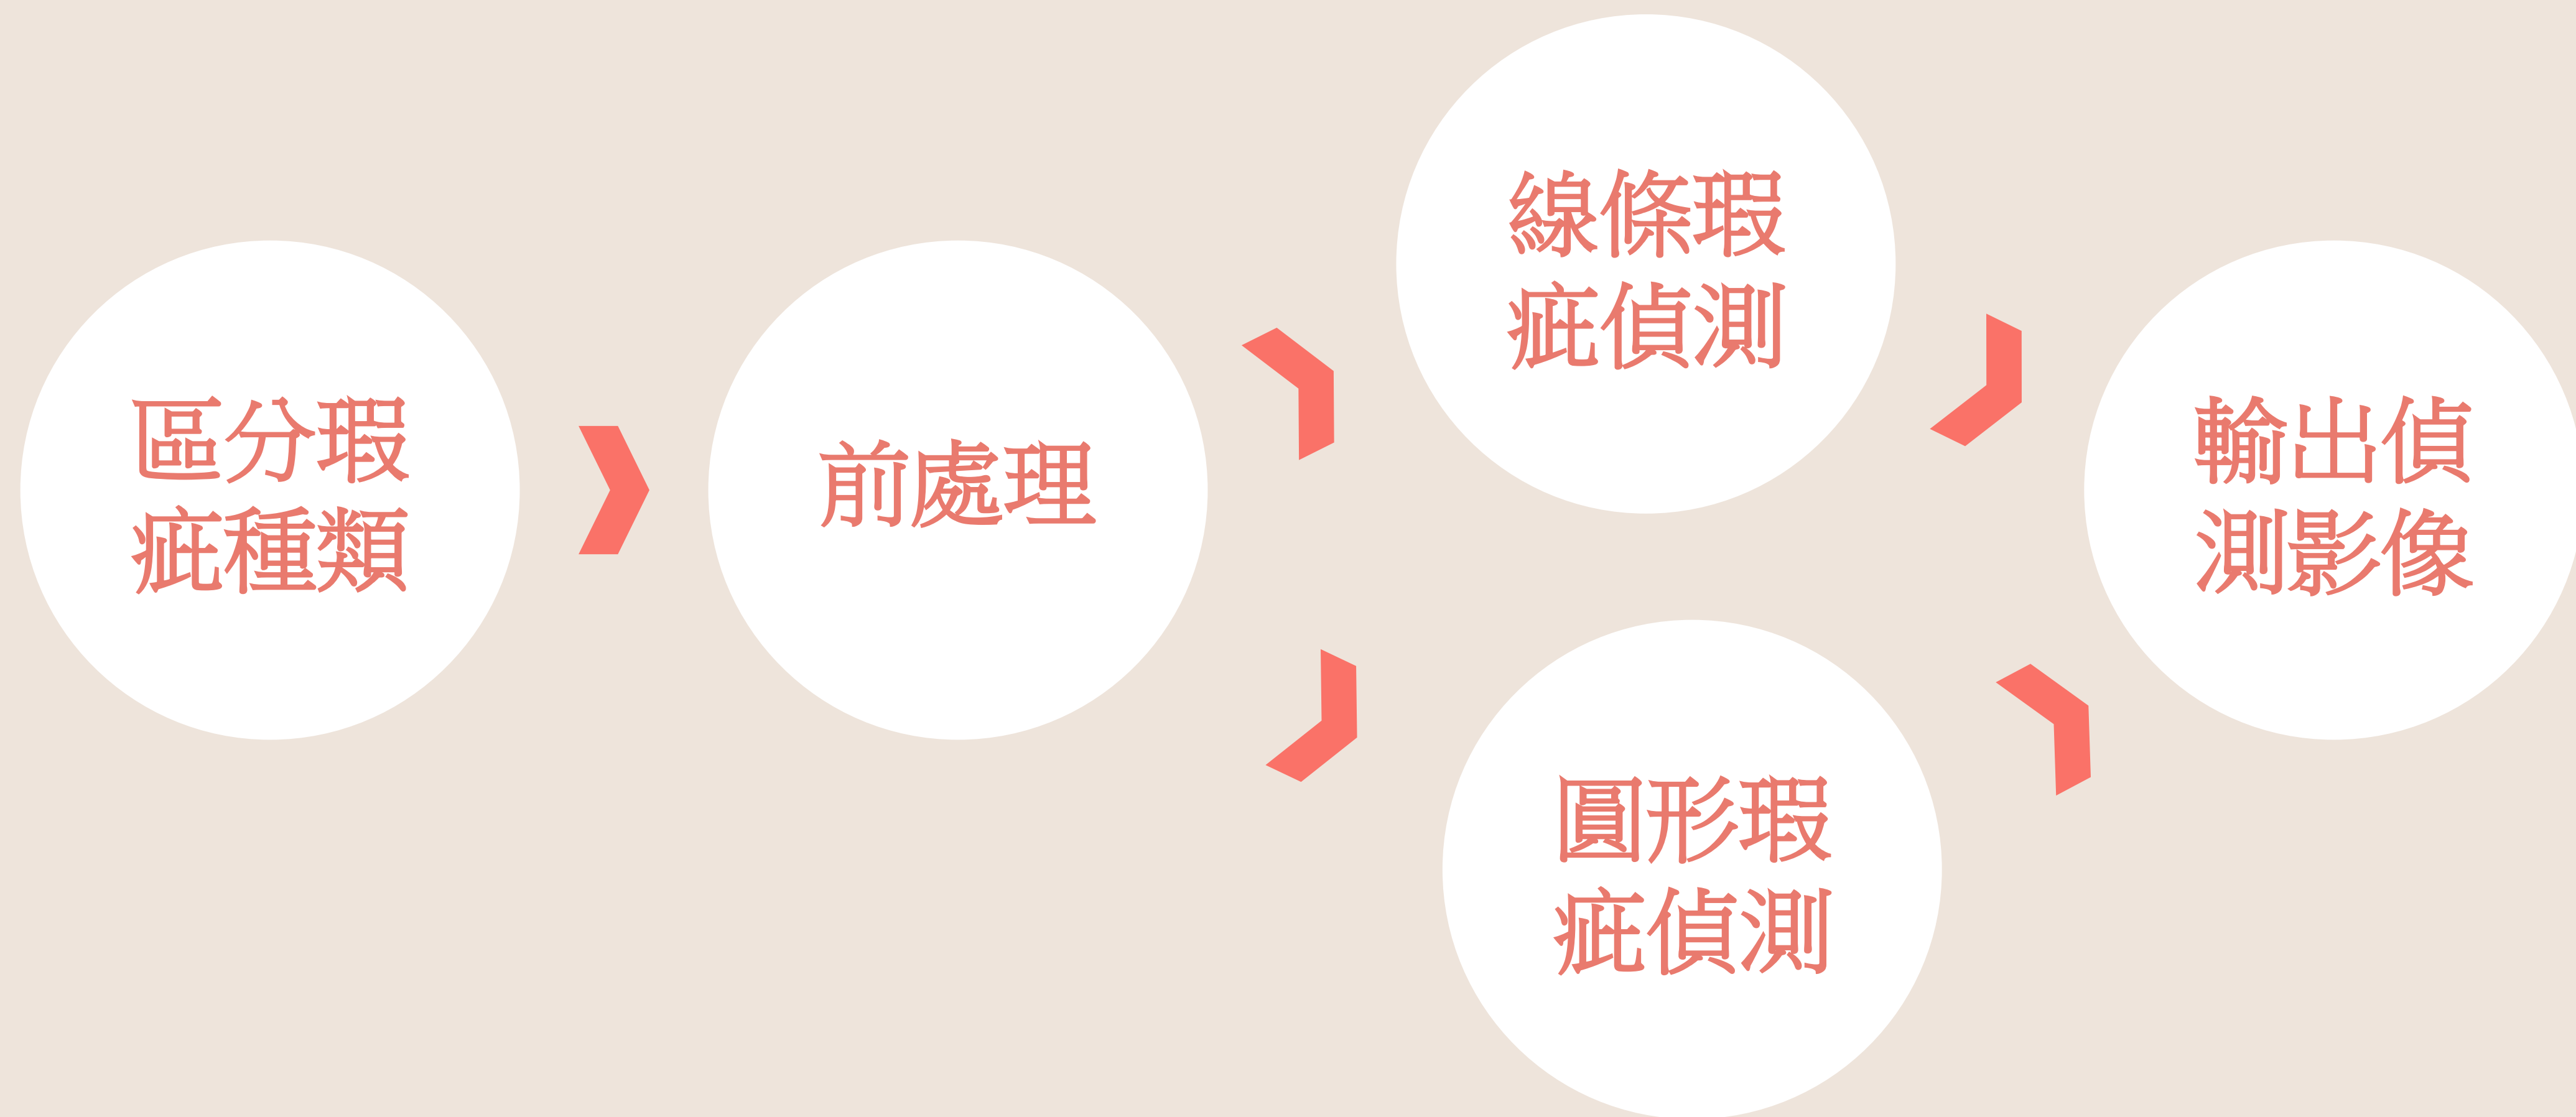 區分瑕
疵種類
前處理
線條瑕
疵偵測
圓形瑕
疵偵測
輸出偵
測影像